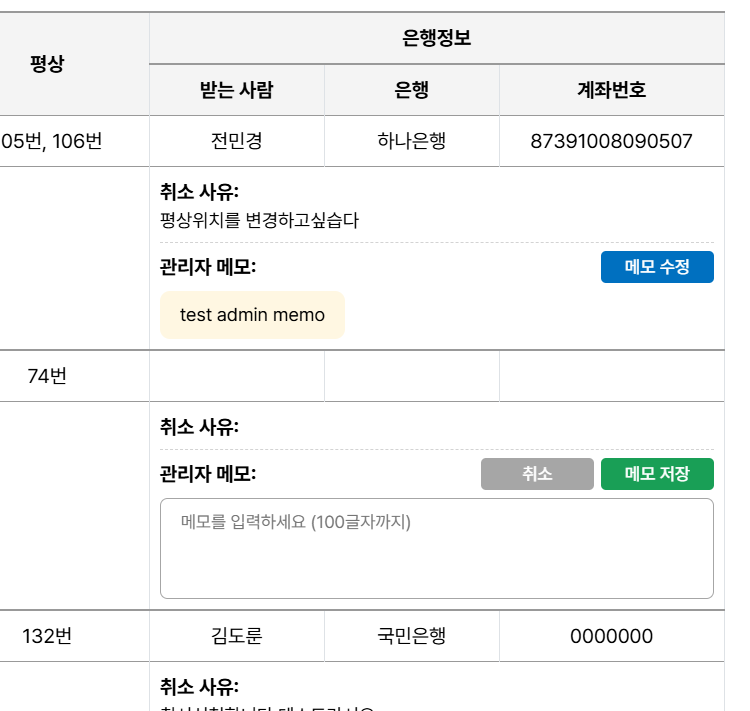 평상
은행정보
받는 사람 은행 계좌번호
05번, 106번 전민경 하나은행 87391008090507
취소 사유:
평상위치를 변경하고싶다
관리자 메모: 메모 수정
test admin memo
74번
취소 사유:
관리자 메모: 취소 메모 저장
메모를 입력하세요 (100글자까지)
132번 김도룬 국민은행 0000000
취소 사유: